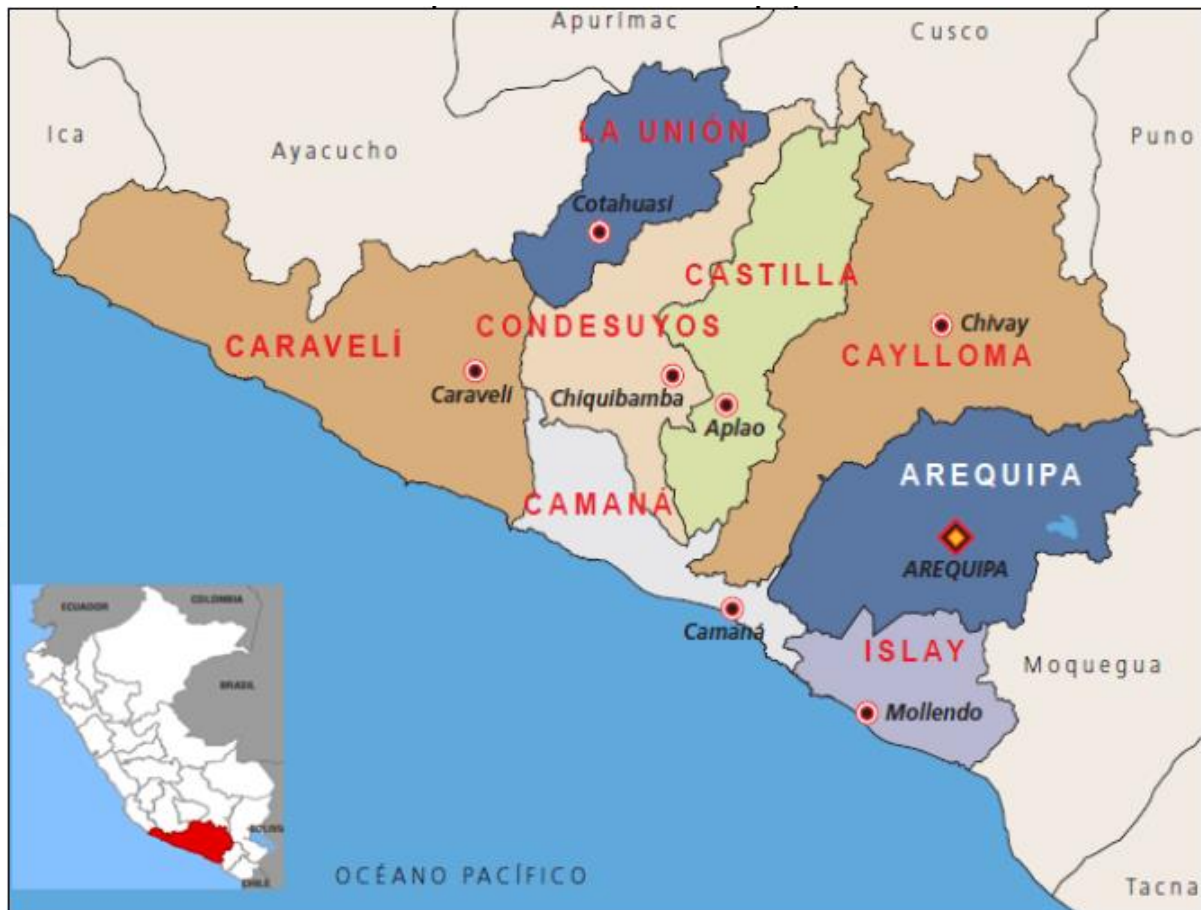 Apurímac
Cusco
Ica
Ayacucho
LA UNIÓN
Puno
Cotahuasi
CASTILLA
CARAVELÍ
CONDESUYOS
Chivay
CAYLLOMA
Caravelí
Chiquibamba
Aplao
AREQUIPA
CAMANÁ
AREQUIPA
Camaná
ISLAY
Moquegua
Mollendo
ECUADOR
COLOMBIA
BRASIL
CHILE
OCÉANO PACÍFICO
Tacna